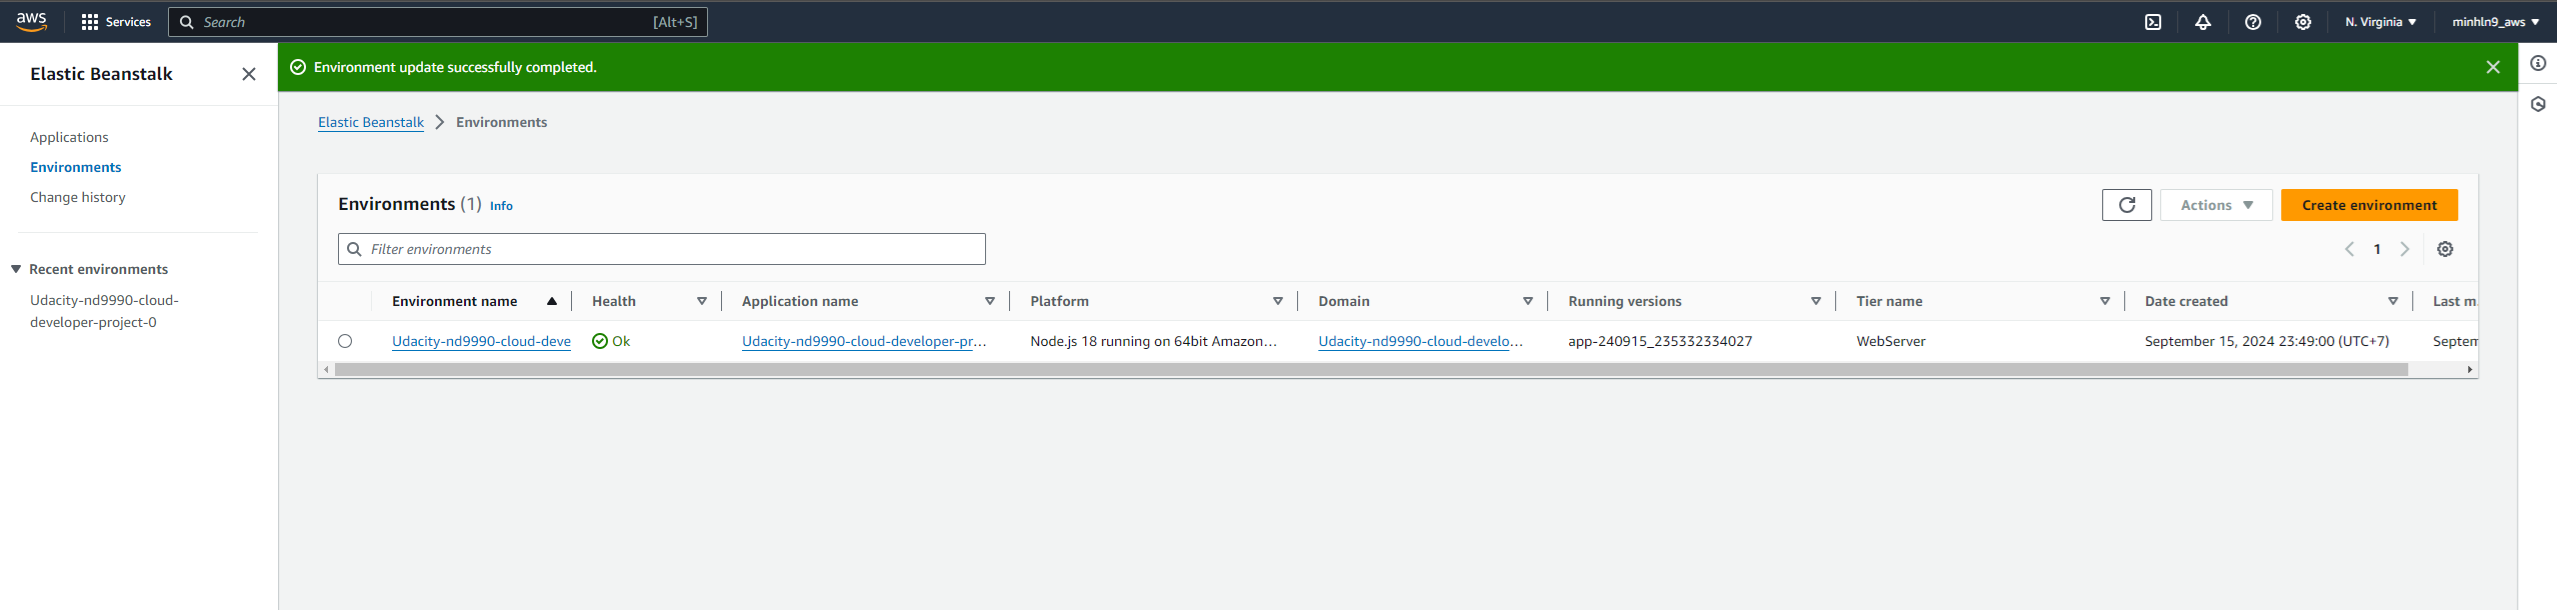 aws Services Search [Alt+S] N. Virginia minhln9_aws
Elastic Beanstalk
Environment update successfully completed.
Applications
Environments
Change history
Recent environments
Udacity-nd9990-cloud-
developer-project-0
Elastic Beanstalk Environments
Environments (1) Info
Actions
Create environment
Filter environments
1
Environment name Health Application name Platform Domain Running versions Tier name Date created Last m
Udacity-nd9990-cloud-deve Ok Udacity-nd9990-cloud-developer-pr... Node.js 18 running on 64bit Amazon... Udacity-nd9990-cloud-develo... app-240915_235332334027 WebServer September 15, 2024 23:49:00 (UTC+7) Septem